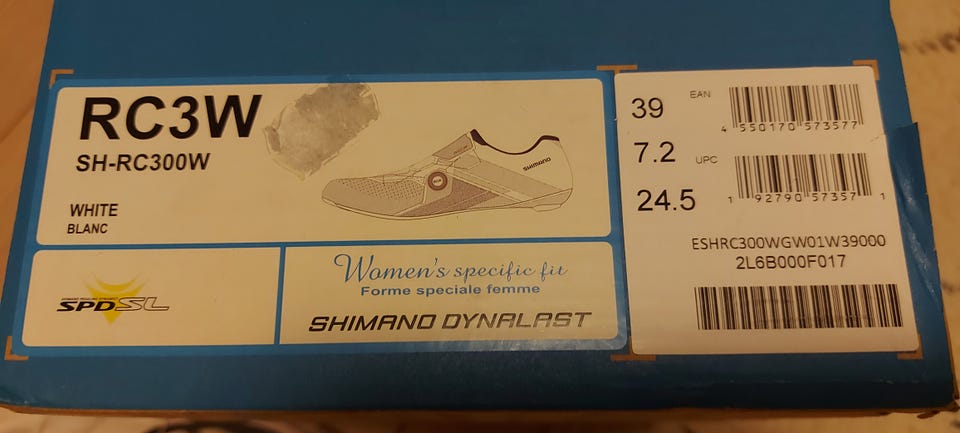 RC3W
SH-RC300W
WHITE
BLANC
SHIMANO
SPD-SL
Women's specific fit
Forme speciale femme
SHIMANO DYNALAST
39
EAN
4 550170 573577
7.2
UPC
1 92790 57357 1
24.5
ESHRC300WGW01W39000
2L6B000F017